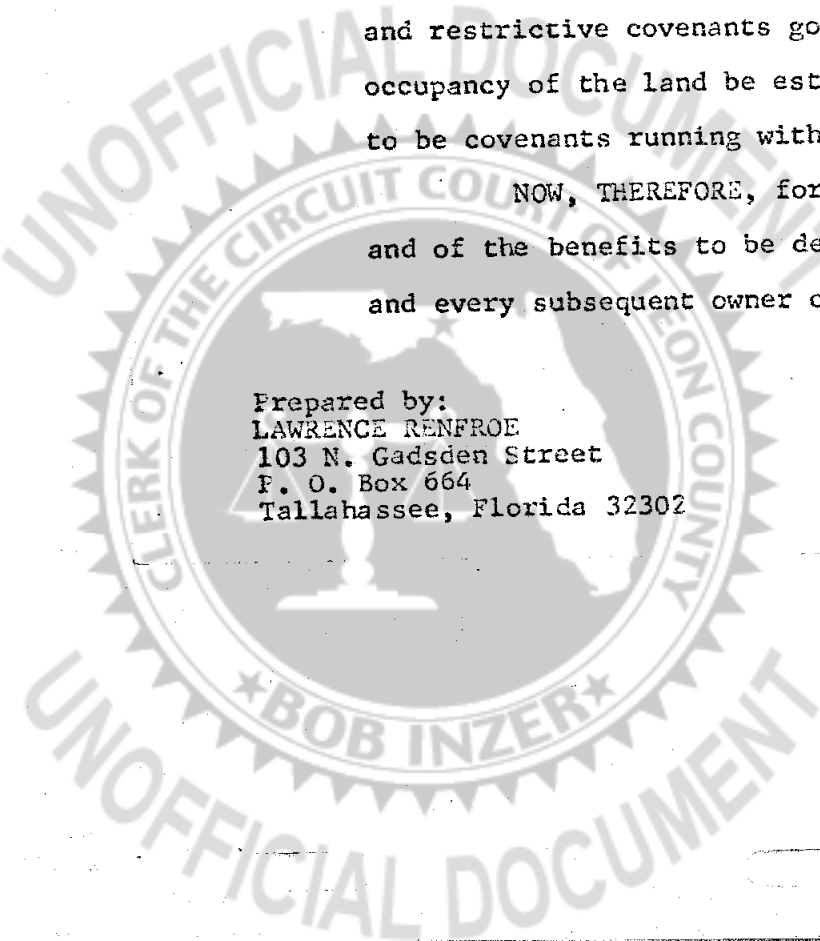 and restrictive covenants go
occupancy of the land be est
to be covenants running with
NOW, THEREFORE, for
and of the benefits to be de
and every subsequent owner o
Prepared by:
LAWRENCE RENFROE
103 N. Gadsden Street
P. O. Box 664
Tallahassee, Florida 32302
UNOFFICIAL DOCUMENT
CLERK OF THE CIRCUIT COURT OF LEON COUNTY
★BOB INZER★
UNOFFICIAL DOCUMENT